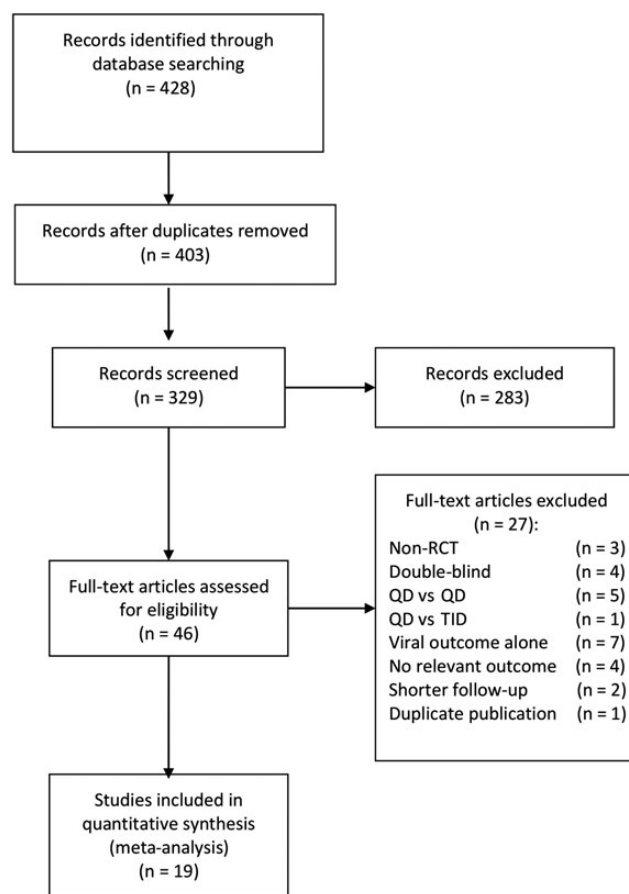 Records identified through
database searching
(n = 428)
Records after duplicates removed
(n = 403)
Records screened
(n = 329)
Records excluded
(n = 283)
Full-text articles assessed
for eligibility
(n = 46)
Full-text articles excluded
(n = 27):
Non-RCT (n = 3)
Double-blind (n = 4)
QD vs QD (n = 5)
QD vs TID (n = 1)
Viral outcome alone (n = 7)
No relevant outcome (n = 4)
Shorter follow-up (n = 2)
Duplicate publication (n = 1)
Studies included in
quantitative synthesis
(meta-analysis)
(n = 19)